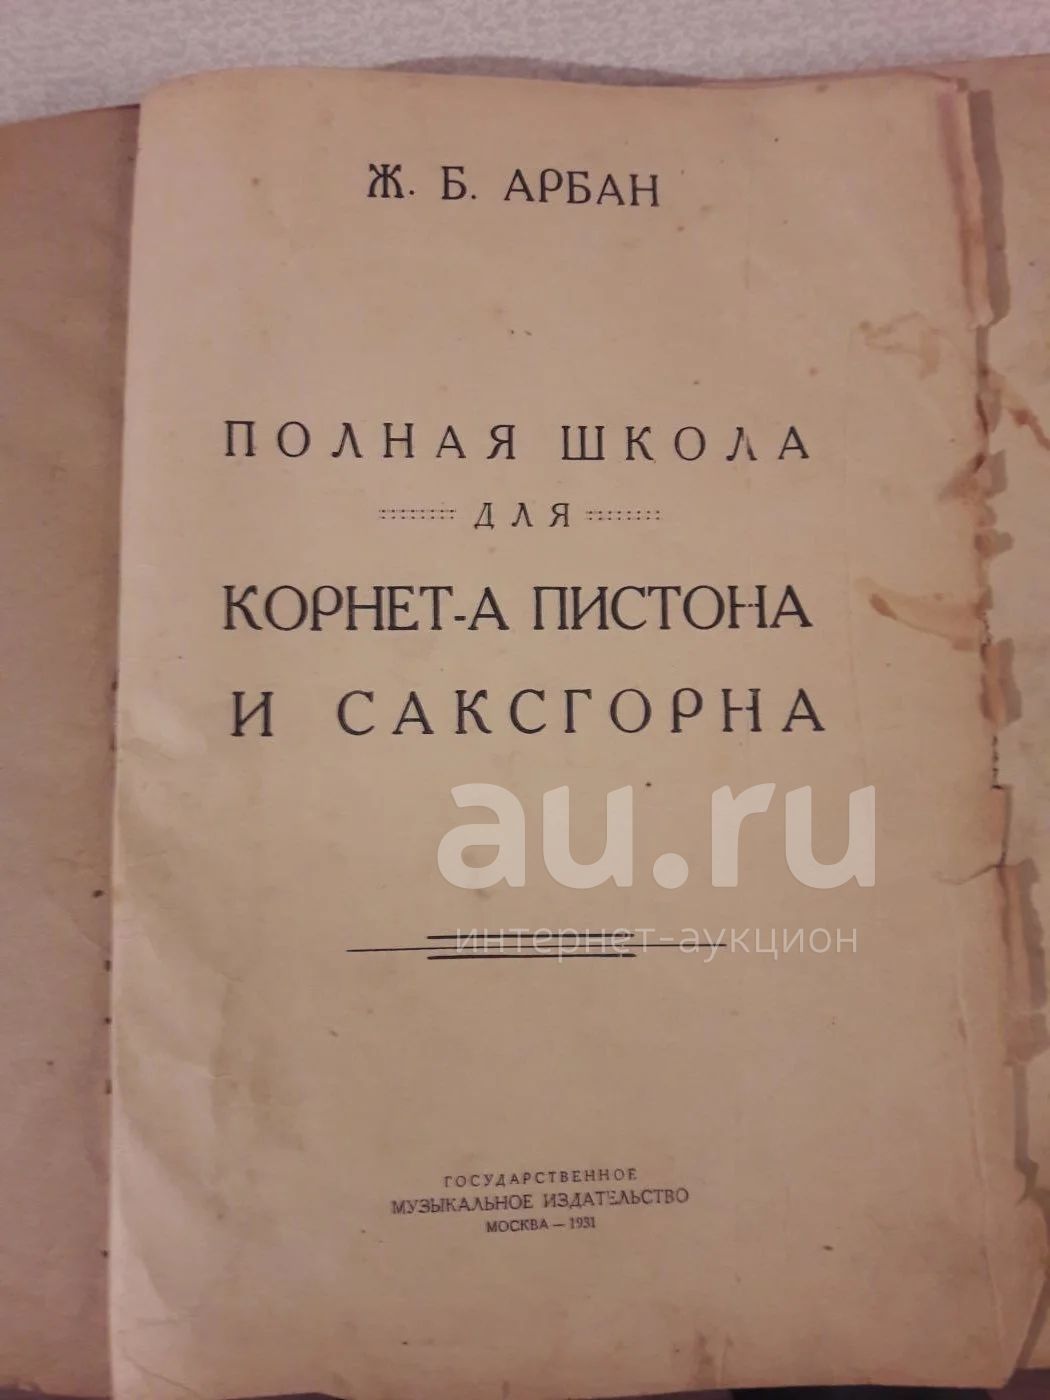 Ж. Б. АРБАН
ПОЛНАЯ ШКОЛА
ДЛЯ
КОРНЕТ-А ПИСТОНА
И САКСГОРНА
au.ru
интернет-аукцион
ГОСУДАРСТВЕННОЕ
МУЗЫКАЛЬНОЕ ИЗДАТЕЛЬСТВО
МОСКВА — 1931